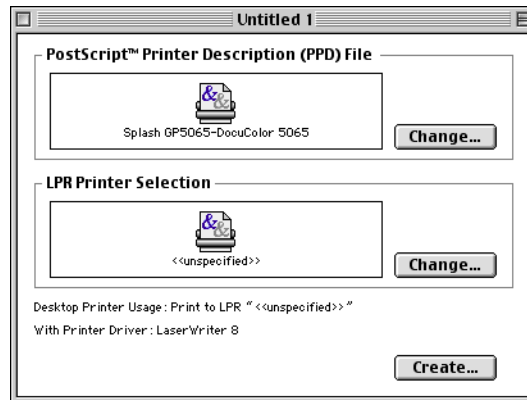 Untitled 1
PostScript™ Printer Description (PPD) File
Splash GP5065-DocuColor 5065
Change...
LPR Printer Selection
<<unspecified>>
Change...
Desktop Printer Usage: Print to LPR “<<unspecified>>”
With Printer Driver: LaserWriter 8
Create...